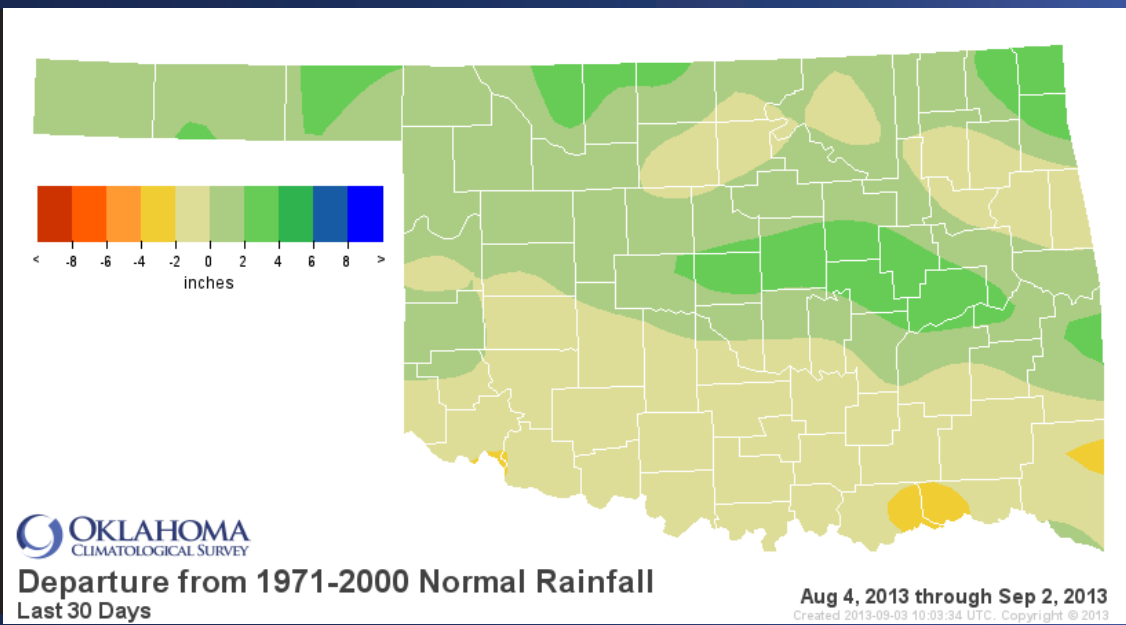 < -8 -6 -4 -2 0 2 4 6 8 >
inches
OKLAHOMA
CLIMATOLOGICAL SURVEY
Departure from 1971-2000 Normal Rainfall
Last 30 Days
Aug 4, 2013 through Sep 2, 2013
Created 2013-09-03 10:03:34 UTC. Copyright © 2013